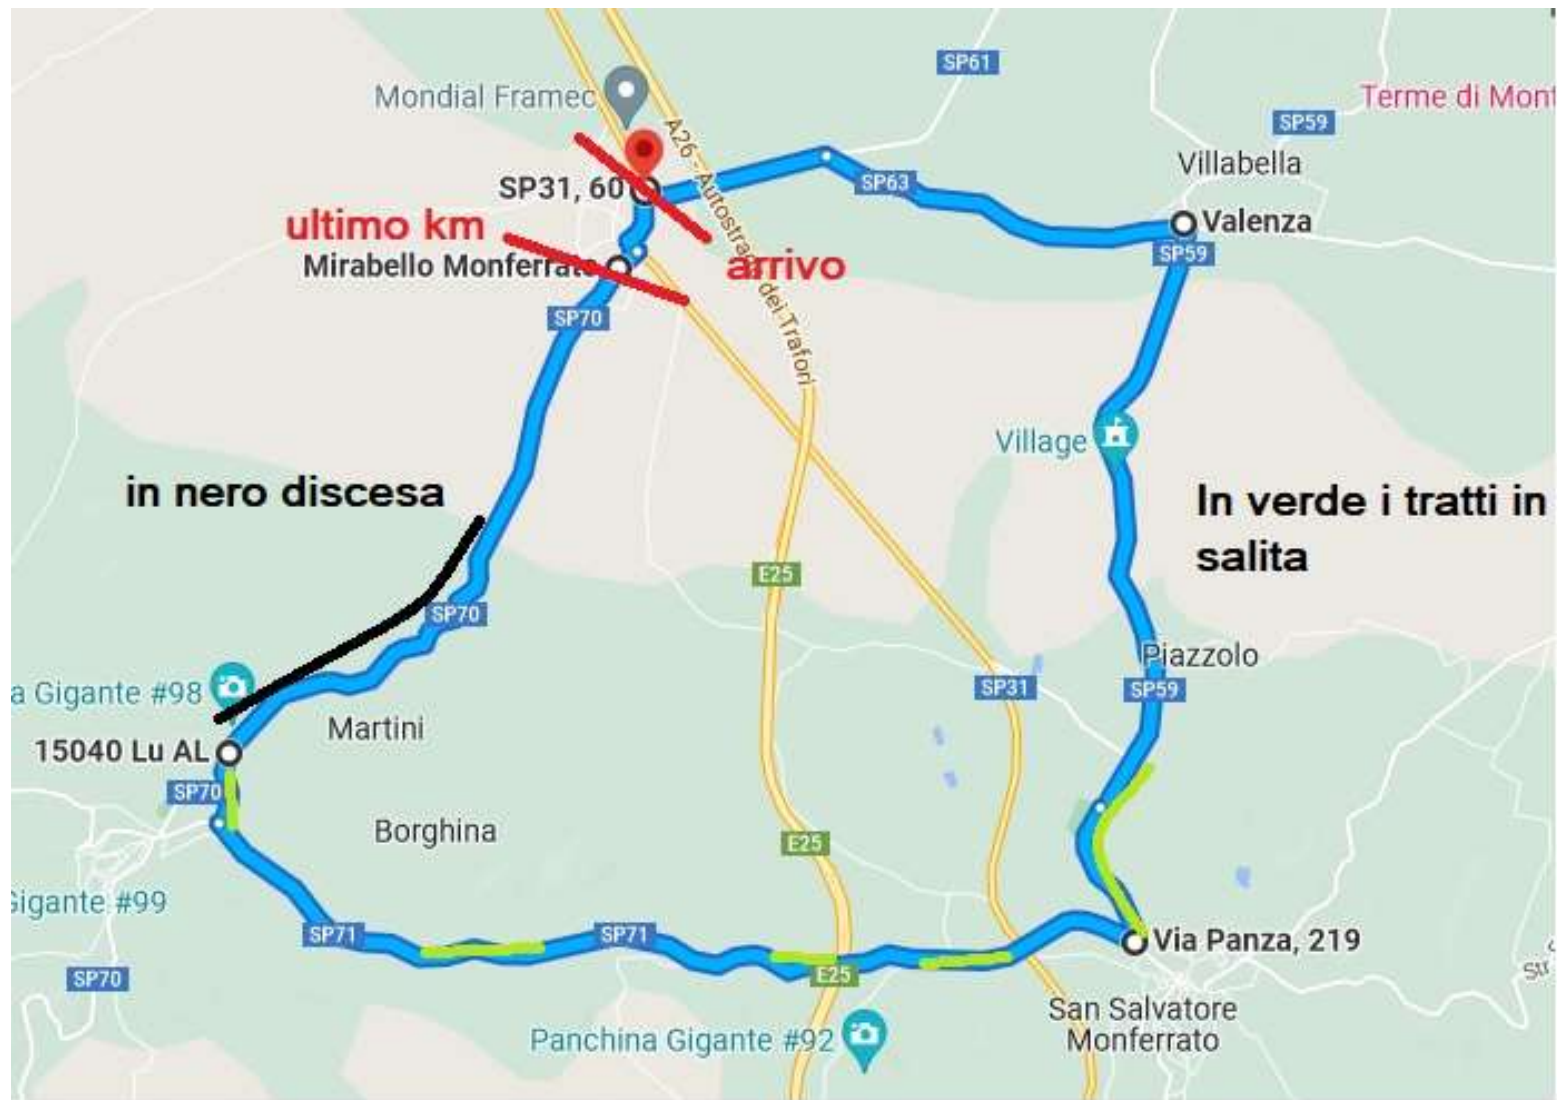 SP61
Mondial Framec
Terme di Mont
SP59
A26 - Autostrada dei Trafori
Villabella
SP31, 60
SP63
ultimo km
Valenza
Mirabello Monferrato
arrivo
SP59
SP70
Village
in nero discesa
In verde i tratti in
salita
E25
SP70
Piazzolo
a Gigante #98
SP31
SP59
Martini
15040 Lu AL
SP70
Borghina
E25
Gigante #99
SP71
SP71
Via Panza, 219
SP70
E25
Str
San Salvatore
Monferrato
Panchina Gigante #92